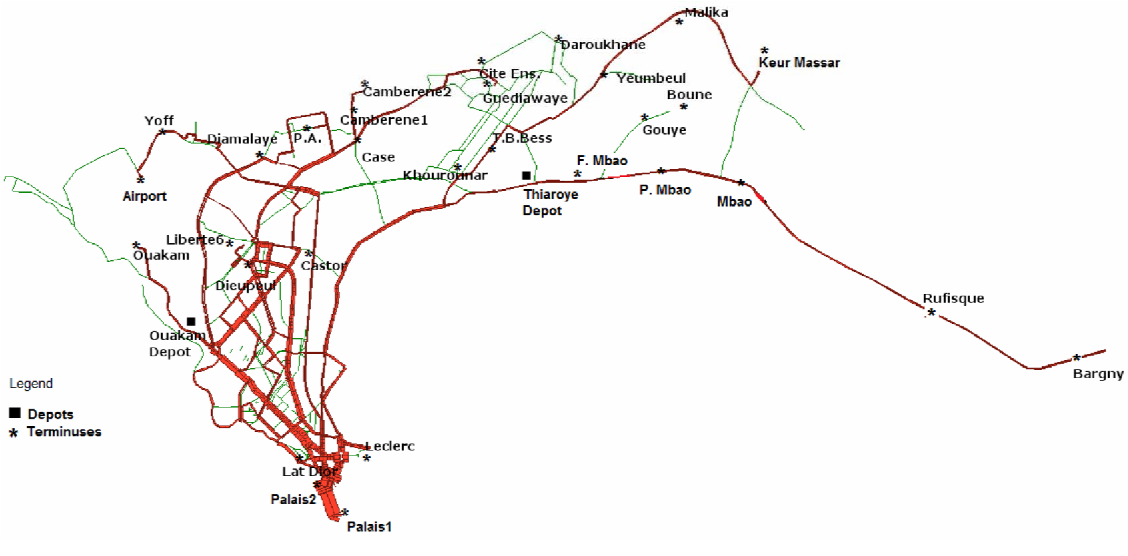 Malika
Daroukhane
Keur Massar
Cite Ens.
Yeumbeul
Camberene2
Guediawaye
Boune
Yoff
Camberene1
Gouye
Diamalaye
P.A.
T.B.Bess
Case
F. Mbao
Khourounar
Airport
Thiaroye
Depot
P. Mbao
Mbao
Liberte6
Ouakam
Castor
Dieupeul
Rufisque
Ouakam
Depot
Bargny
Legend
Depots
* Terminuses
Leclerc
Lat Dior
Palais2
Palais1